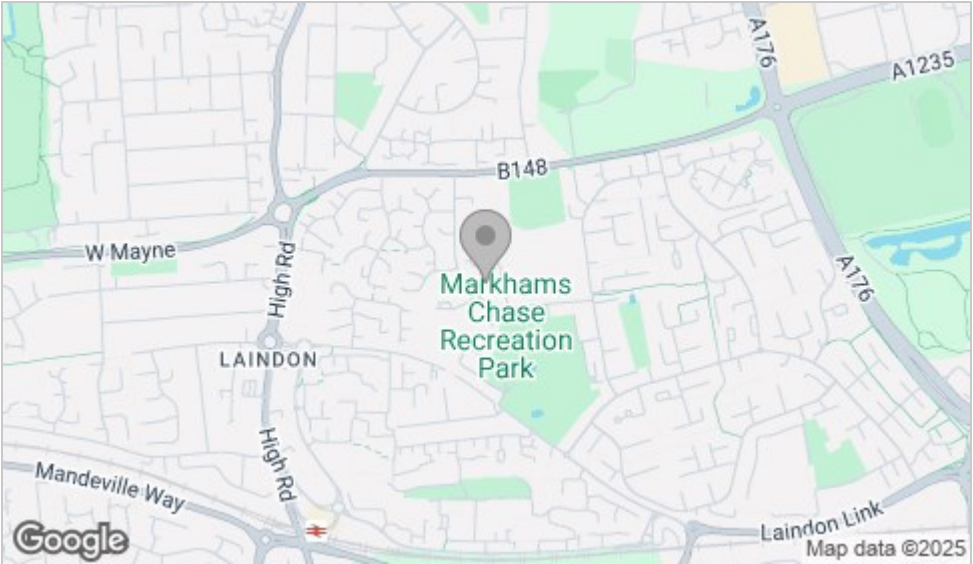 A176
A1235
B148
W Mayne
High Rd
A176
Markhams
Chase
Recreation
Park
LAINDON
High Rd
Mandeville Way
Laindon Link
Google
Map data ©2025